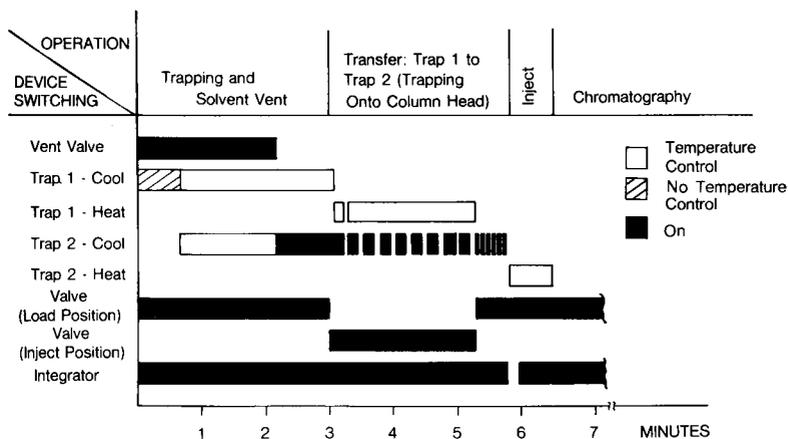 OPERATION
DEVICE
SWITCHING
Trapping and
Solvent Vent
Transfer: Trap 1 to
Trap 2 (Trapping
Onto Column Head)
Inject
Chromatography
Vent Valve
Trap. 1 - Cool
Trap 1 - Heat
Trap 2 - Cool
Trap 2 - Heat
Valve
(Load Position)
Valve
(Inject Position)
Integrator
Temperature
Control
No Temperature
Control
On
1 2 3 4 5 6 7 MINUTES